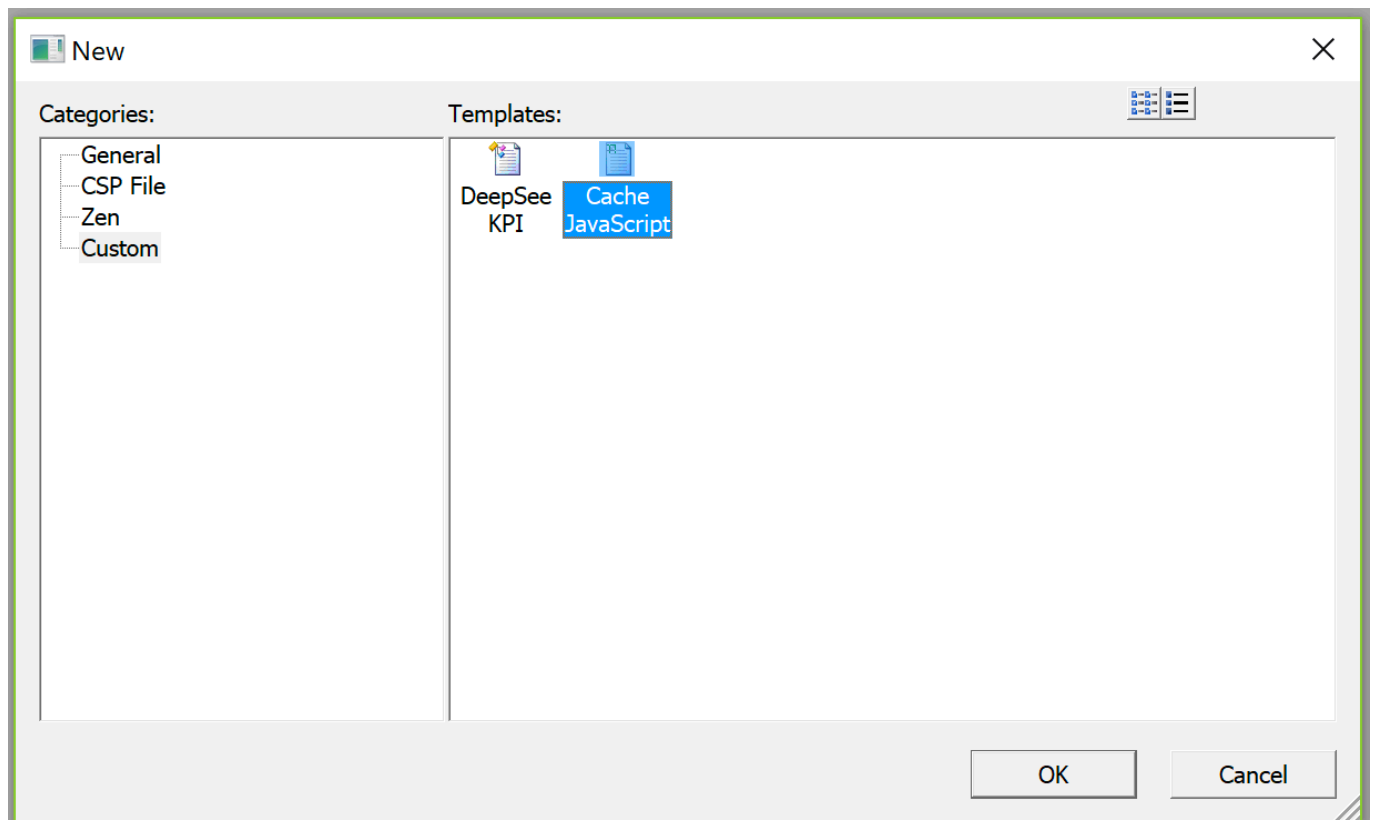 New
Categories:
Templates:
General
CSP File
Zen
Custom
DeepSee
KPI
Cache
JavaScript
OK
Cancel